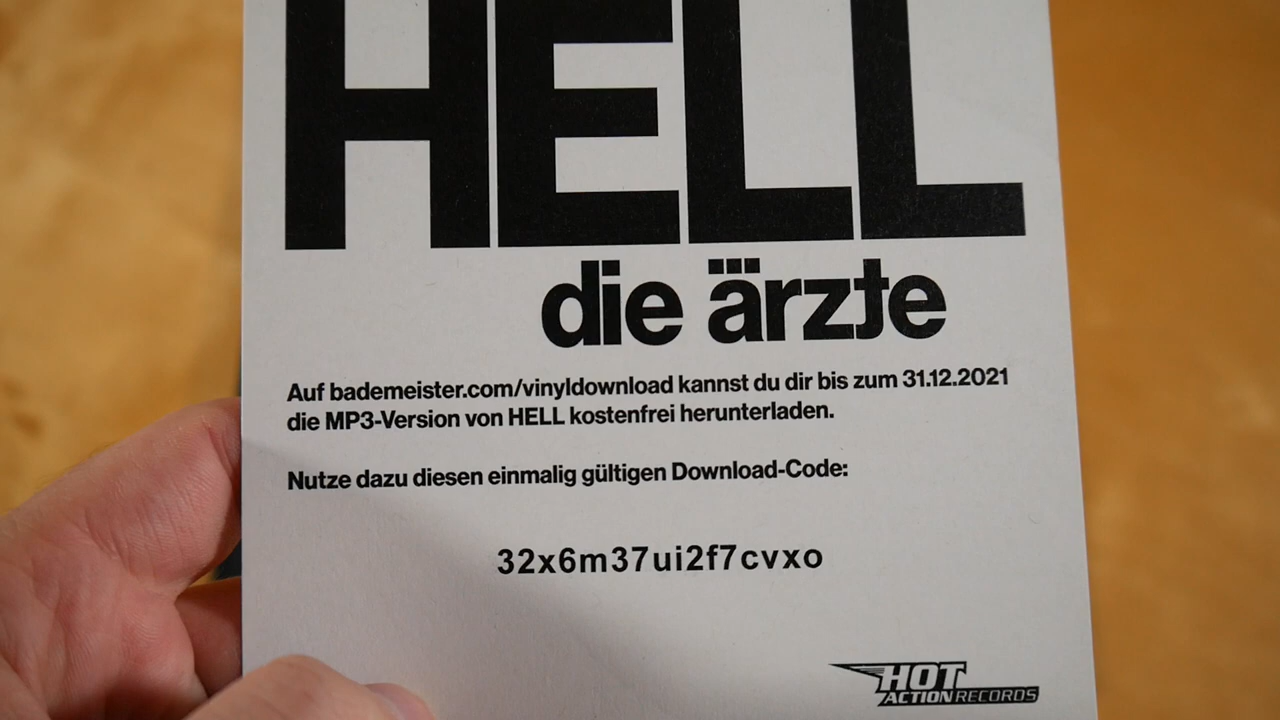 HELL
die ärzte
Auf bademeister.com/vinyldownload kannst du dir bis zum 31.12.2021
die MP3-Version von HELL kostenfrei herunterladen.
Nutze dazu diesen einmalig gültigen Download-Code:
32x6m37ui2f7cvxo
HOT
ACTION RECORDS